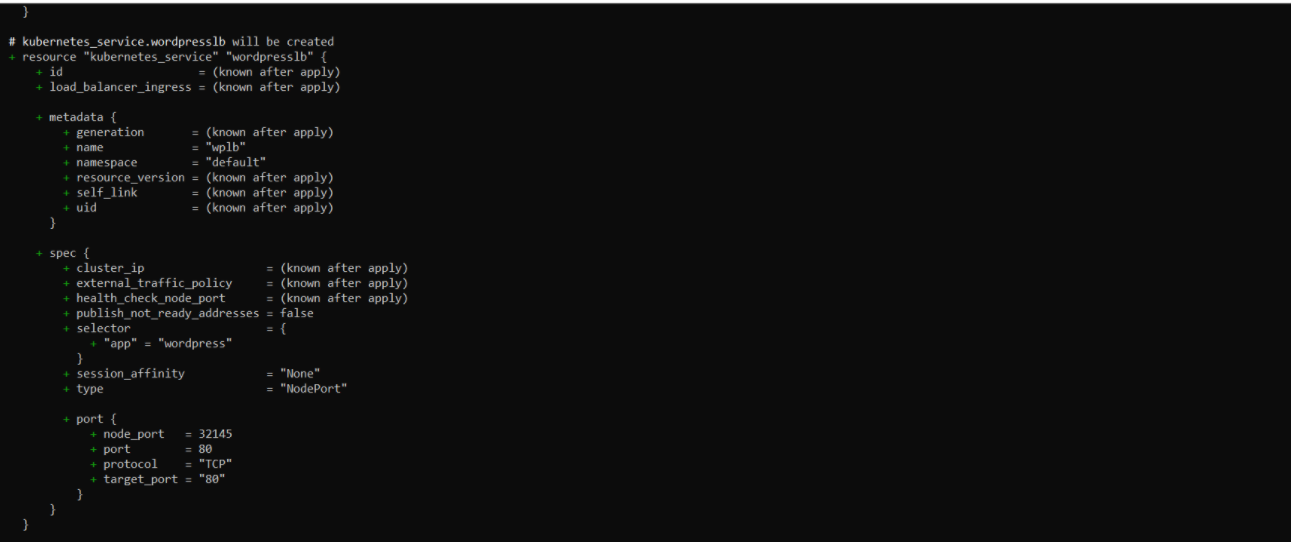 }
# kubernetes_service.wordpresslb will be created
+ resource "kubernetes_service" "wordpresslb" {
+ id = (known after apply)
+ load_balancer_ingress = (known after apply)
+ metadata {
+ generation = (known after apply)
+ name = "wplb"
+ namespace = "default"
+ resource_version = (known after apply)
+ self_link = (known after apply)
+ uid = (known after apply)
}
+ spec {
+ cluster_ip = (known after apply)
+ external_traffic_policy = (known after apply)
+ health_check_node_port = (known after apply)
+ publish_not_ready_addresses = false
+ selector = {
+ "app" = "wordpress"
}
+ session_affinity = "None"
+ type = "NodePort"
+ port {
+ node_port = 32145
+ port = 80
+ protocol = "TCP"
+ target_port = "80"
}
}
}